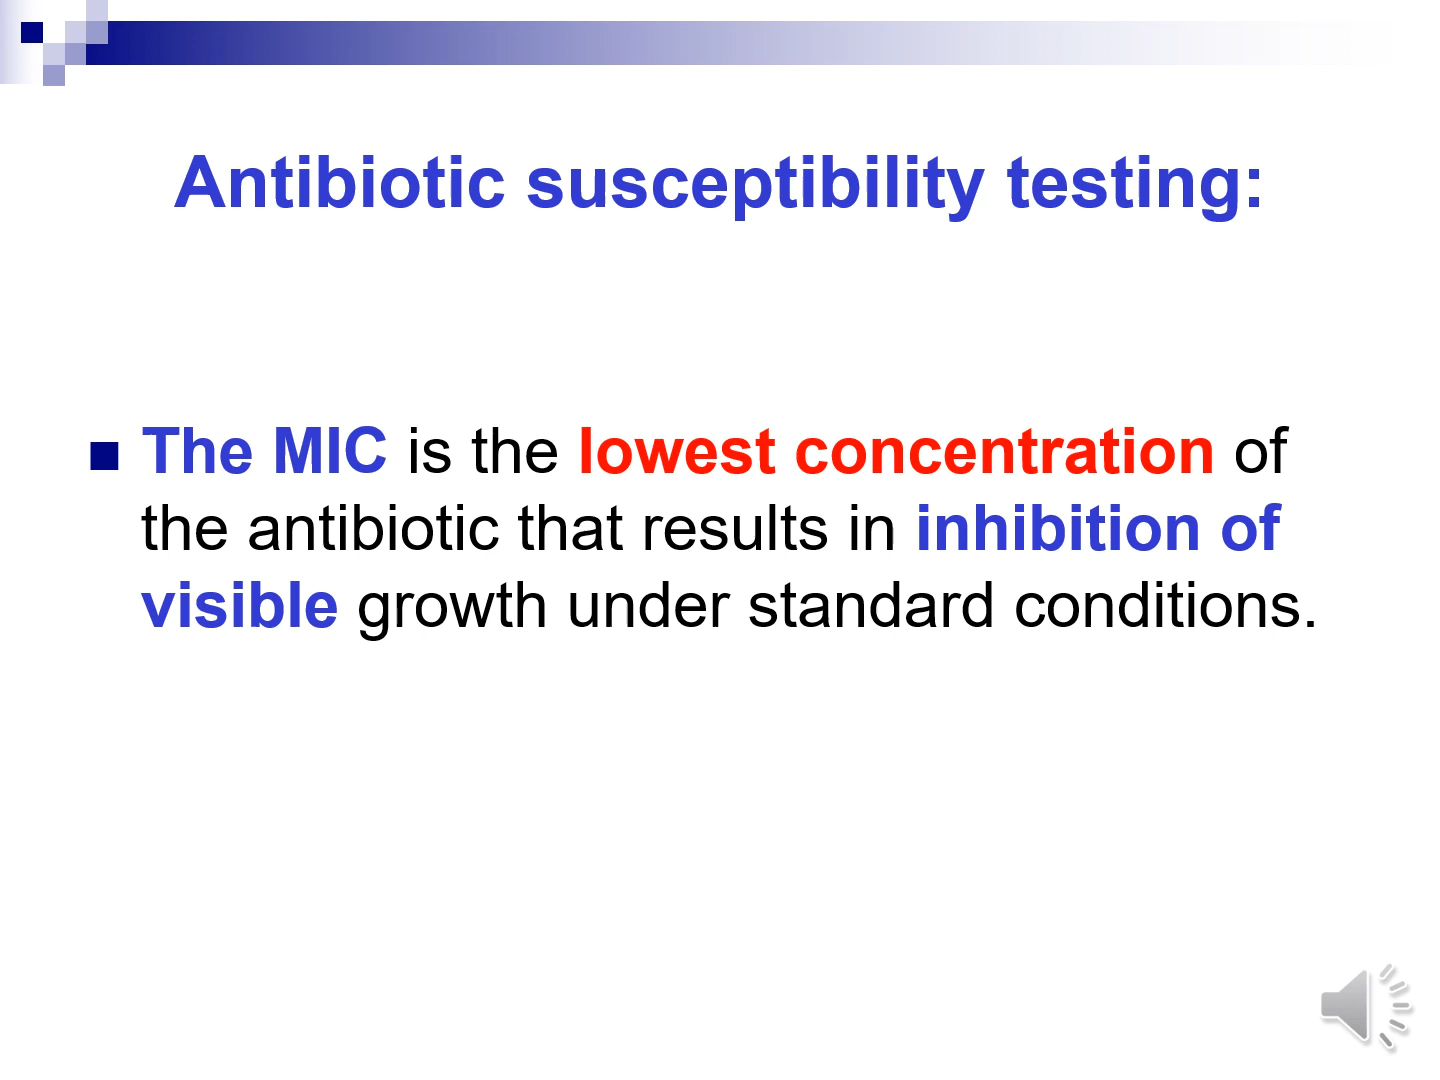 Antibiotic susceptibility testing:
The MIC is the lowest concentration of
the antibiotic that results in inhibition of
visible growth under standard conditions.